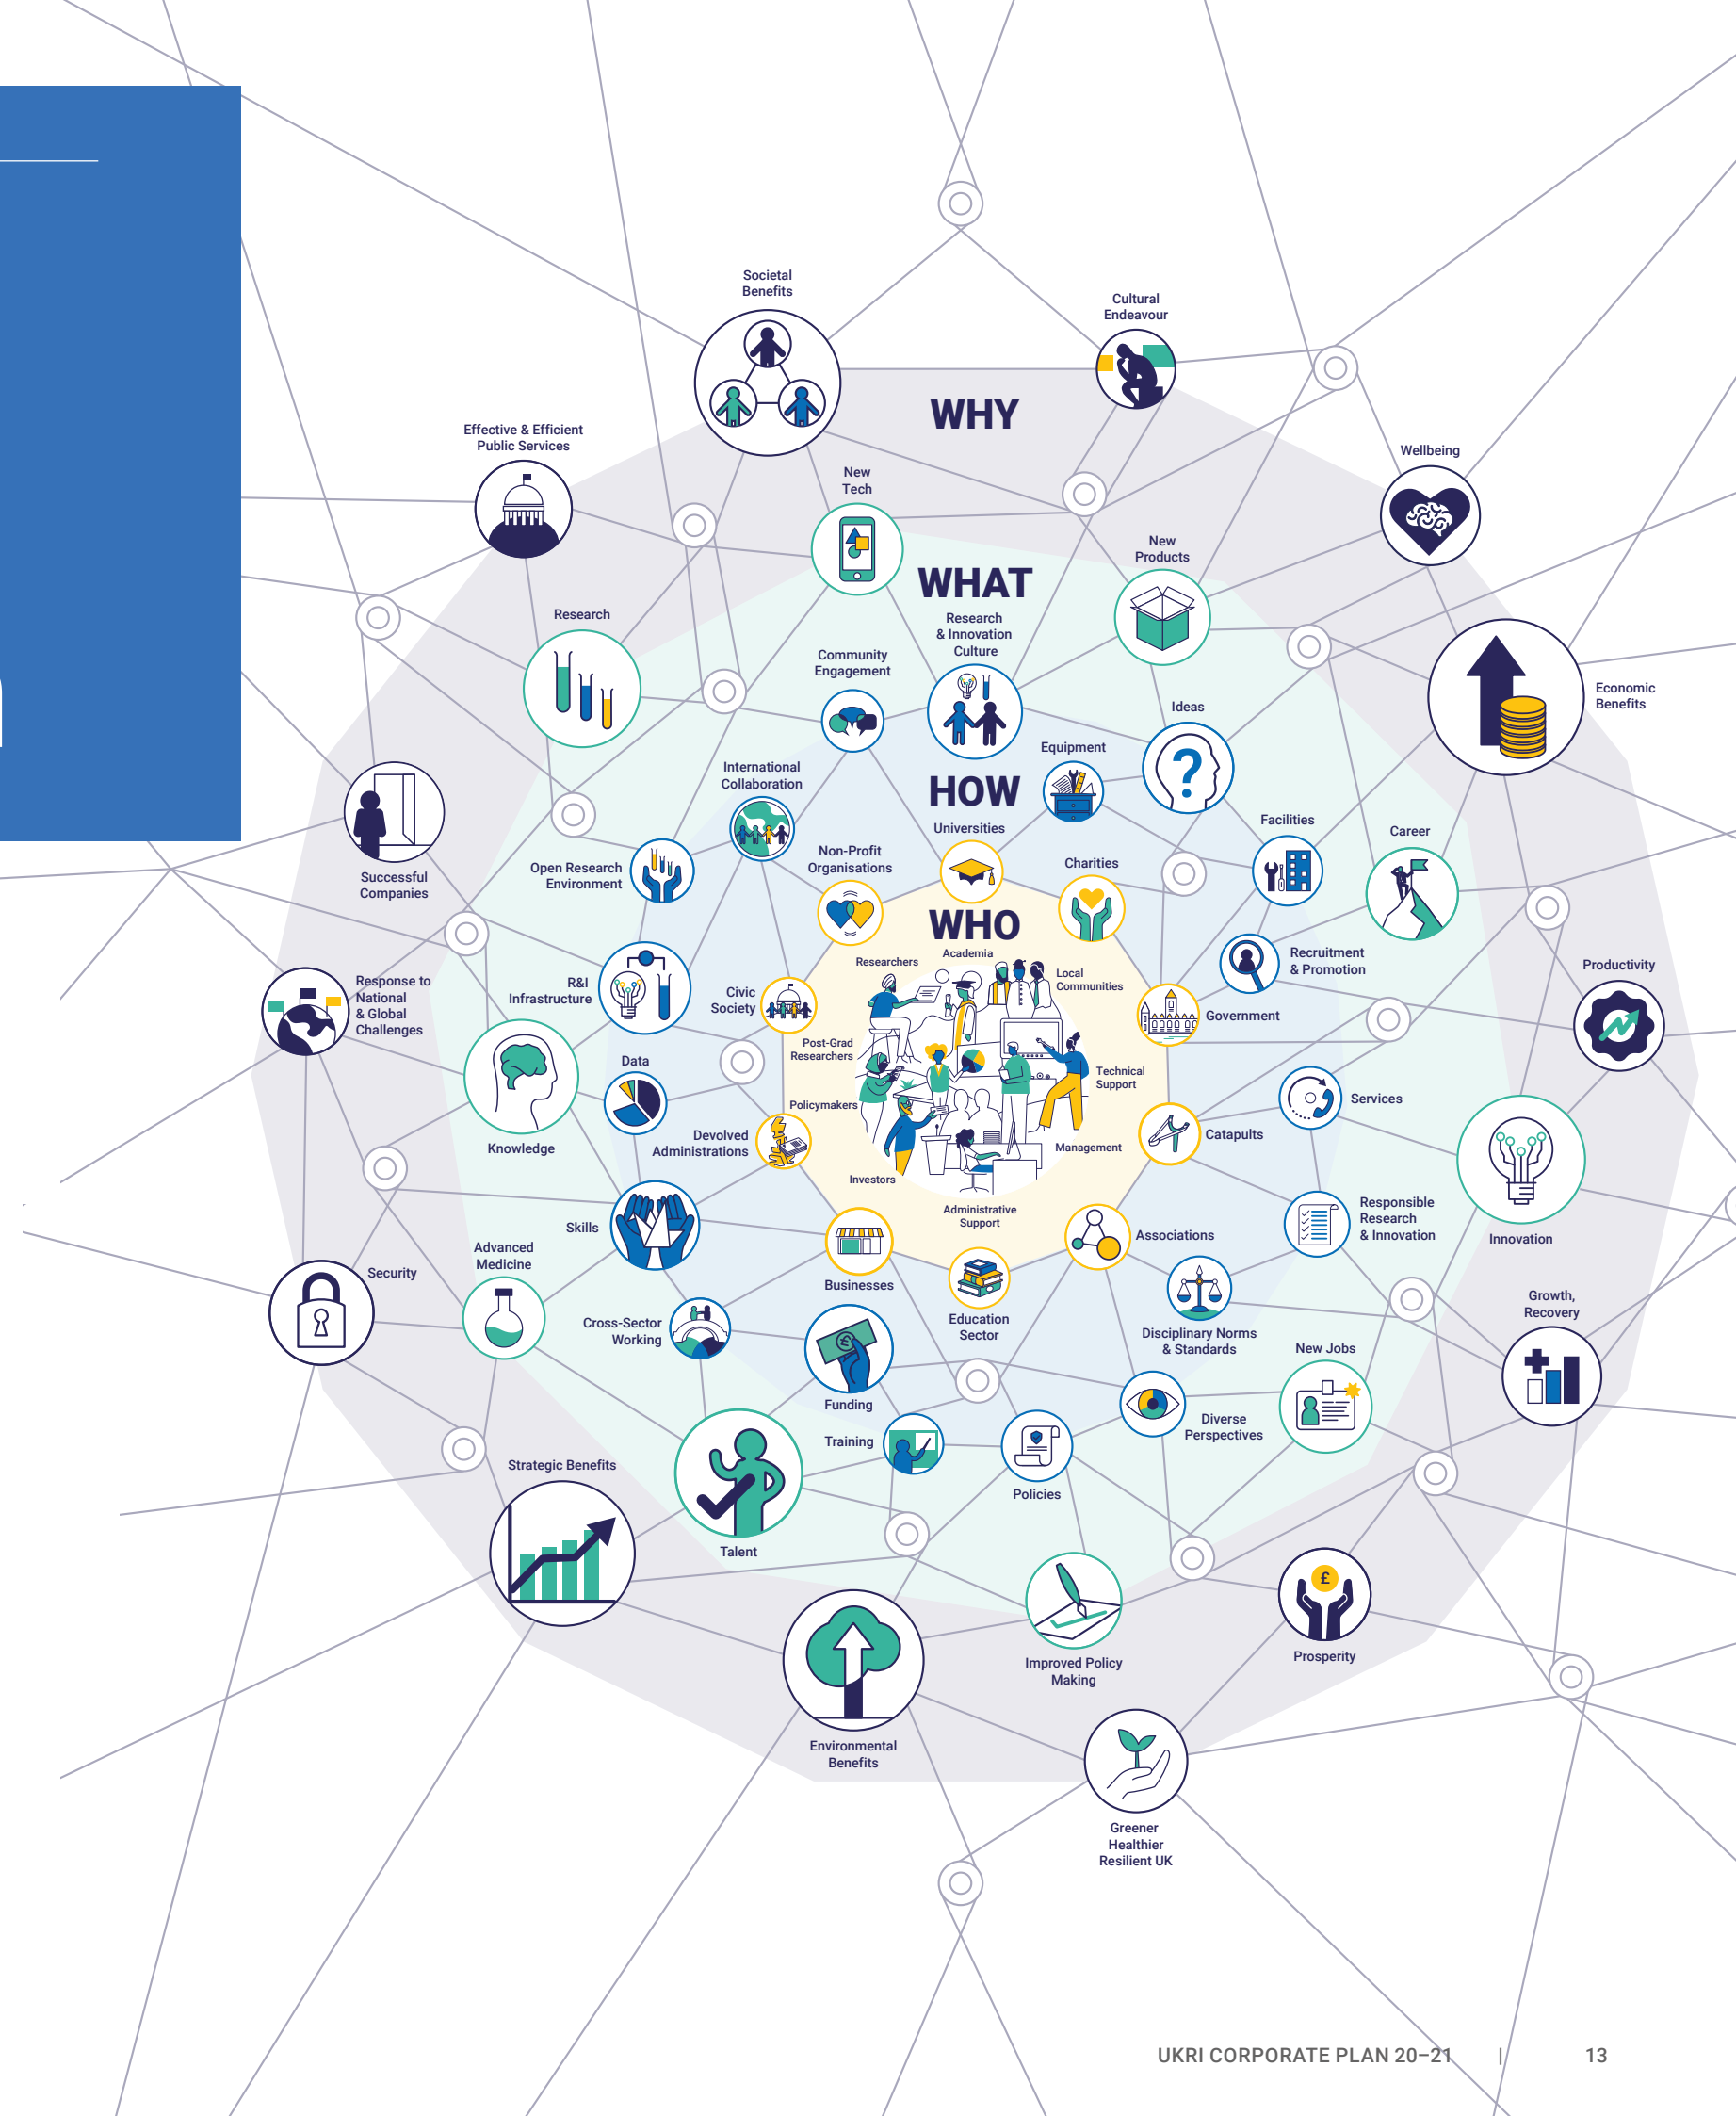 Societal
Benefits
Cultural
Endeavour
WHY
Effective & Efficient
Public Services
Wellbeing
New
Tech
New
Products
WHAT
Research
Research
& Innovation
Culture
Community
Engagement
Economic
Benefits
Ideas
Equipment
International
Collaboration
HOW
Universities
Facilities
Career
Non-Profit
Organisations
Charities
Open Research
Environment
Successful
Companies
WHO
Academia
Researchers
Local
Communities
Recruitment
& Promotion
Productivity
Response to
National
& Global
Challenges
R&I
Infrastructure
Civic
Society
Government
Post-Grad
Researchers
Data
Technical
Support
Services
Policymakers
Knowledge
Devolved
Administrations
Management
Catapults
Investors
Responsible
Research
& Innovation
Innovation
Administrative
Support
Skills
Associations
Advanced
Medicine
Security
Businesses
Growth,
Recovery
Education
Sector
Cross-Sector
Working
£
Disciplinary Norms
& Standards
New Jobs
Funding
Diverse
Perspectives
Training
Strategic Benefits
Policies
Talent
£
Improved Policy
Making
Prosperity
Environmental
Benefits
Greener
Healthier
Resilient UK
UKRI CORPORATE PLAN 20–21 | 13